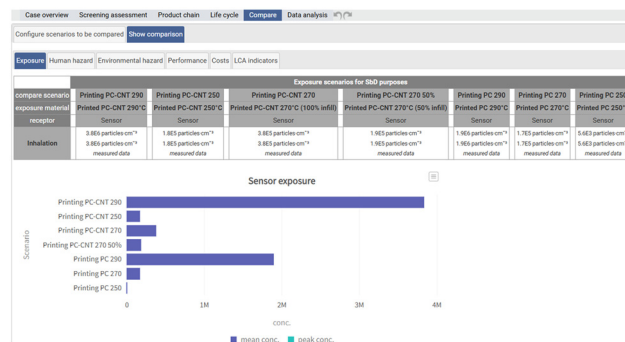 Case overview Screening assessment Product chain Life cycle Compare Data analysis
Configure scenarios to be compared Show comparison
Exposure Human hazard Environmental hazard Performance Costs LCA indicators
Exposure scenarios for SbD purposes
compare scenario Printing PC-CNT 290 Printing PC-CNT 250 Printing PC-CNT 270 Printing PC-CNT 270 50% Printing PC 290 Printing PC 270 Printing PC 250
exposure material Printed PC-CNT 290°C Printed PC-CNT 250°C Printed PC-CNT 270°C (100% infill) Printed PC-CNT 270°C (50% infill) Printed PC 290°C Printed PC 270°C Printed PC 250°
receptor Sensor Sensor Sensor Sensor Sensor Sensor Sensor
Inhalation
3.8E6 particles·cm⁻³ 1.8E5 particles·cm⁻³ 3.8E5 particles·cm⁻³ 1.9E5 particles·cm⁻³ 1.9E6 particles·cm⁻³ 1.7E5 particles·cm⁻³ 5.6E3 particles·cm
3.8E6 particles·cm⁻³ 1.8E5 particles·cm⁻³ 3.8E5 particles·cm⁻³ 1.9E5 particles·cm⁻³ 1.9E6 particles·cm⁻³ 1.7E5 particles·cm⁻³ 5.6E3 particles·cm
measured data measured data measured data measured data measured data measured data measured data
Sensor exposure
Scenario
Printing PC-CNT 290
Printing PC-CNT 250
Printing PC-CNT 270
Printing PC-CNT 270 50%
Printing PC 290
Printing PC 270
Printing PC 250
0 1M 2M 3M 4M
conc.
mean conc. peak conc.